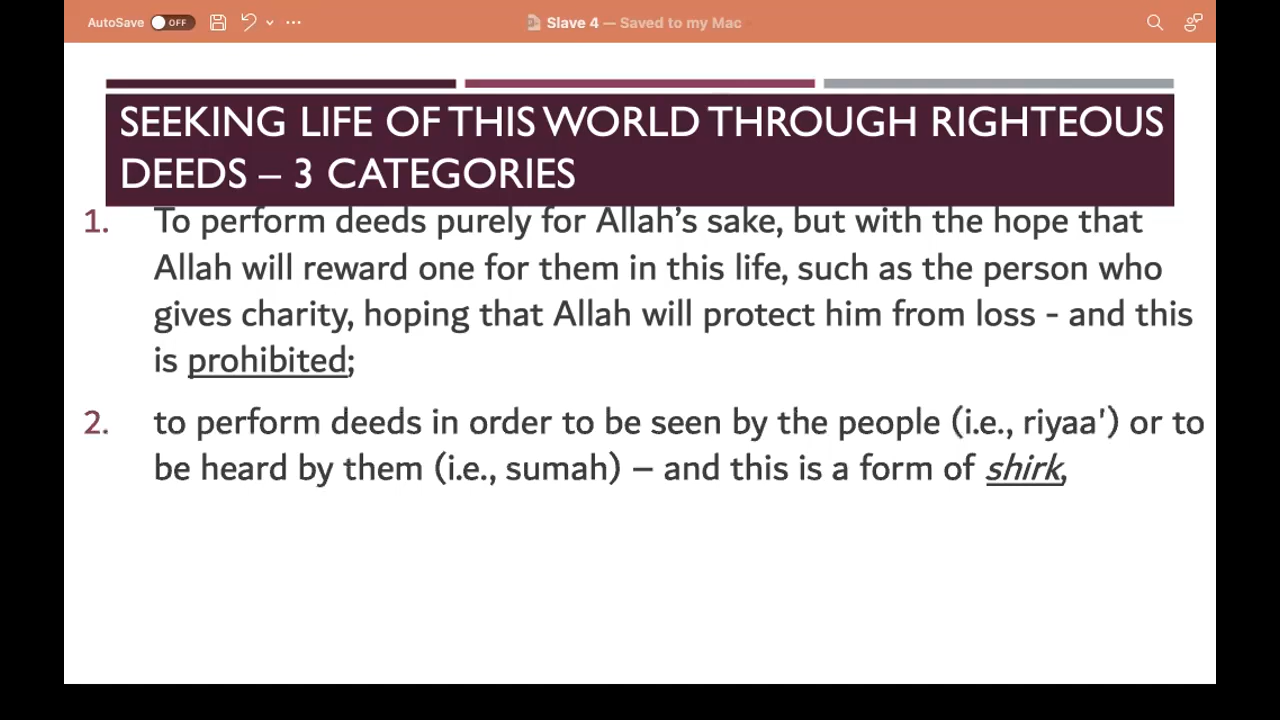 AutoSave OFF Slave 4 — Saved to my Mac
SEEKING LIFE OF THIS WORLD THROUGH RIGHTEOUS
DEEDS – 3 CATEGORIES
1. To perform deeds purely for Allah’s sake, but with the hope that
Allah will reward one for them in this life, such as the person who
gives charity, hoping that Allah will protect him from loss - and this
is prohibited;
2. to perform deeds in order to be seen by the people (i.e., riyaa') or to
be heard by them (i.e., sumah) – and this is a form of shirk,